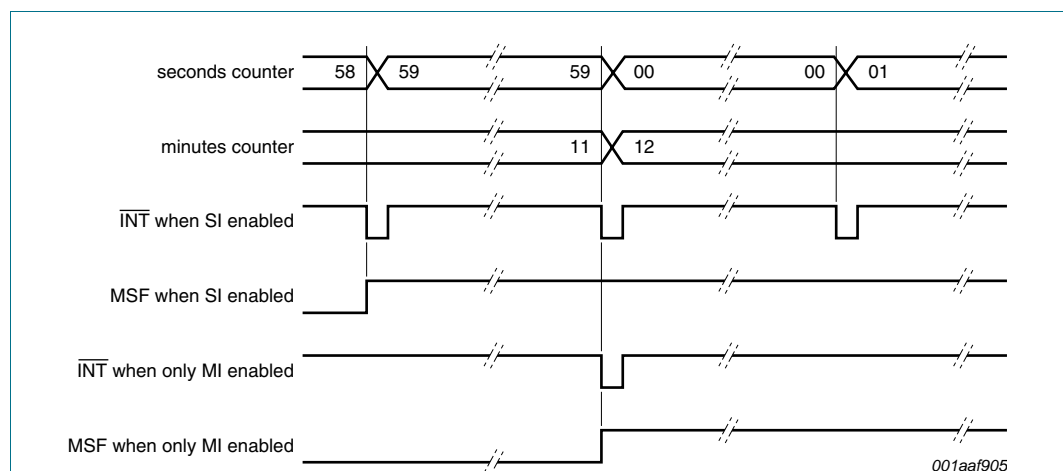 seconds counter 58 59 59 00 00 01
minutes counter 11 12
INT when SI enabled
MSF when SI enabled
INT when only MI enabled
MSF when only MI enabled
001aaf905